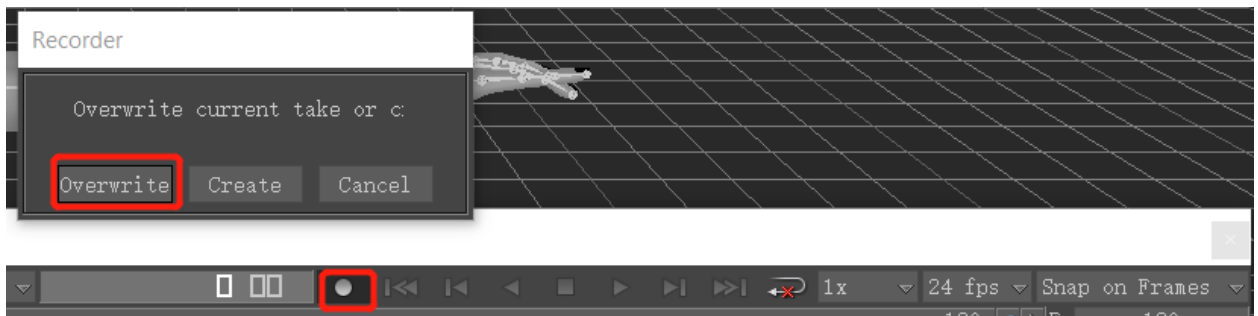 Recorder
Overwrite current take or c:
Overwrite Create Cancel
1x 24 fps Snap on Frames